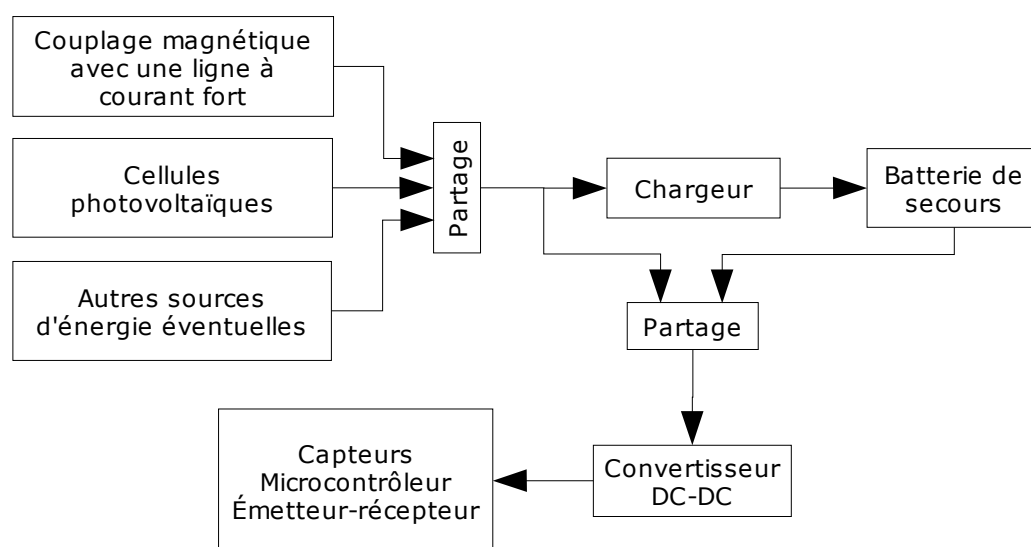 Couplage magnétique
avec une ligne à
courant fort
Cellules
photovoltaïques
Autres sources
d'énergie éventuelles
Partage
Chargeur
Batterie de
secours
Partage
Convertisseur
DC-DC
Capteurs
Microcontrôleur
Émetteur-récepteur